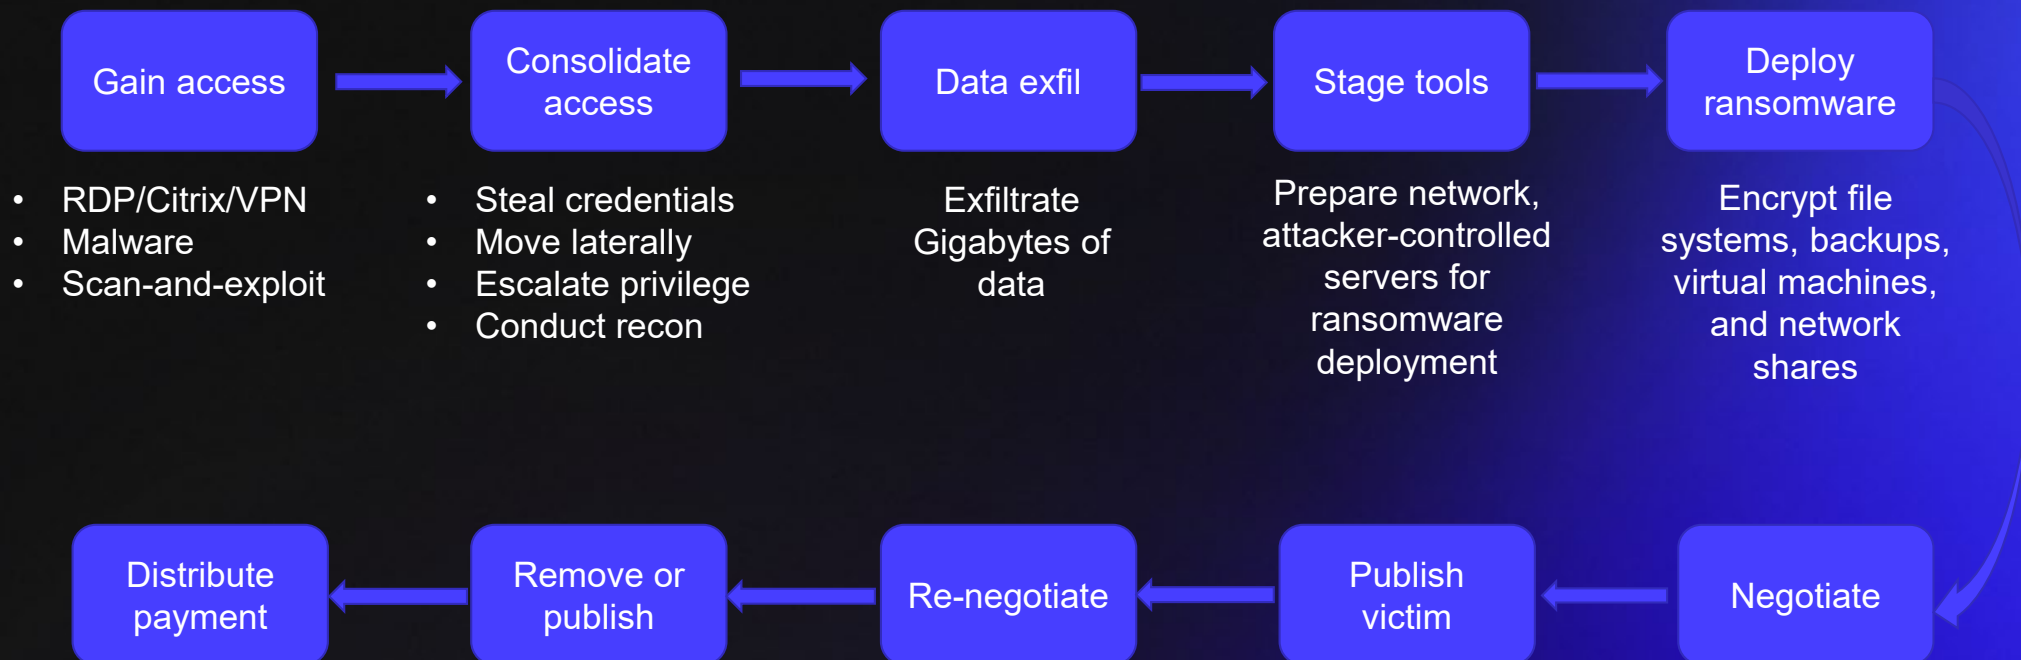 Gain access
Consolidate
access
Data exfil
Stage tools
Deploy
ransomware
• RDP/Citrix/VPN
• Malware
• Scan-and-exploit
• Steal credentials
• Move laterally
• Escalate privilege
• Conduct recon
Exfiltrate
Gigabytes of
data
Prepare network,
attacker-controlled
servers for
ransomware
deployment
Encrypt file
systems, backups,
virtual machines,
and network
shares
Distribute
payment
Remove or
publish
Re-negotiate
Publish
victim
Negotiate